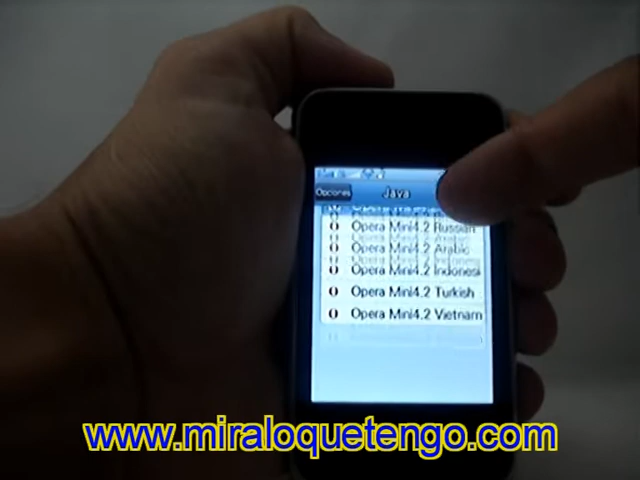 Opciones
Java
Opera Mini4.2 Russian
Opera Mini4.2 Arabic
Opera Mini4.2 Indonesi
Opera Mini4.2 Turkish
Opera Mini4.2 Vietnam
www.miraloquetengo.com